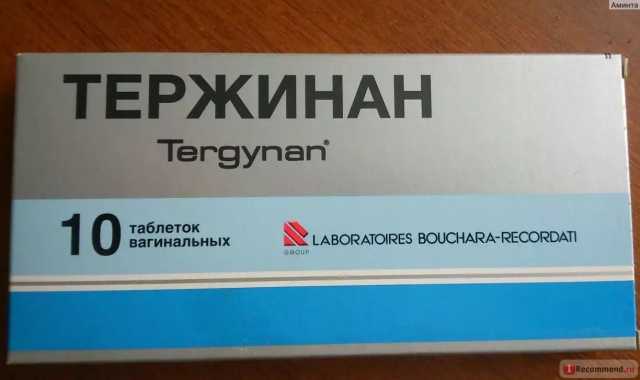 Аминта
ТЕРЖИНАН
Tergynan®
10 таблеток
вагинальных
GROUP
LABORATOIRES BOUCHARA-RECORDATI
iRecommend.ru